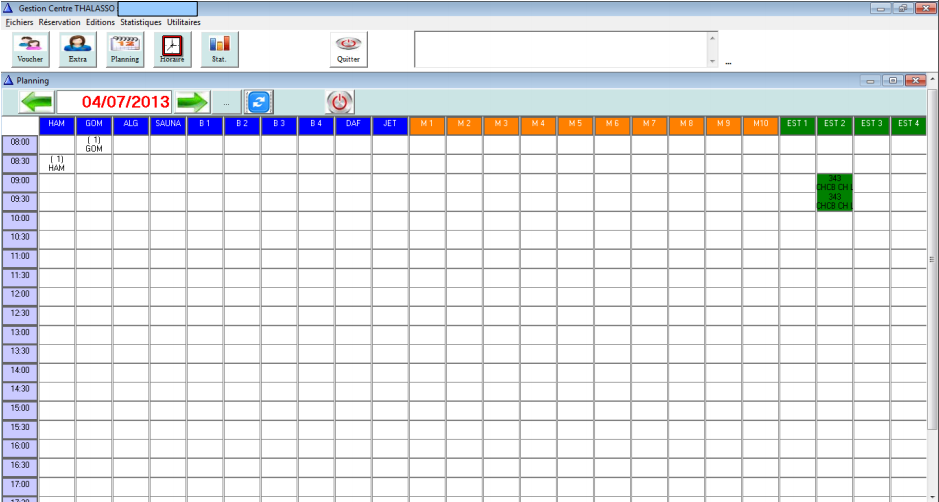 Gestion Centre THALASSO
Fichiers Réservation Editions Statistiques Utilitaires
Voucher Extra Planning Horaire Stat. Quitter ...
Planning
04/07/2013 ...
HAM GOM ALG SAUNA B 1 B 2 B 3 B 4 DAF JET M 1 M 2 M 3 M 4 M 5 M 6 M 7 M 8 M 9 M10 EST 1 EST 2 EST 3 EST 4
08:00 ( 1)
GOM
08:30 ( 1)
HAM
09:00 343
CHCB CH L
09:30 343
CHCB CH L
10:00
10:30
11:00
11:30
12:00
12:30
13:00
13:30
14:00
14:30
15:00
15:30
16:00
16:30
17:00
17:30